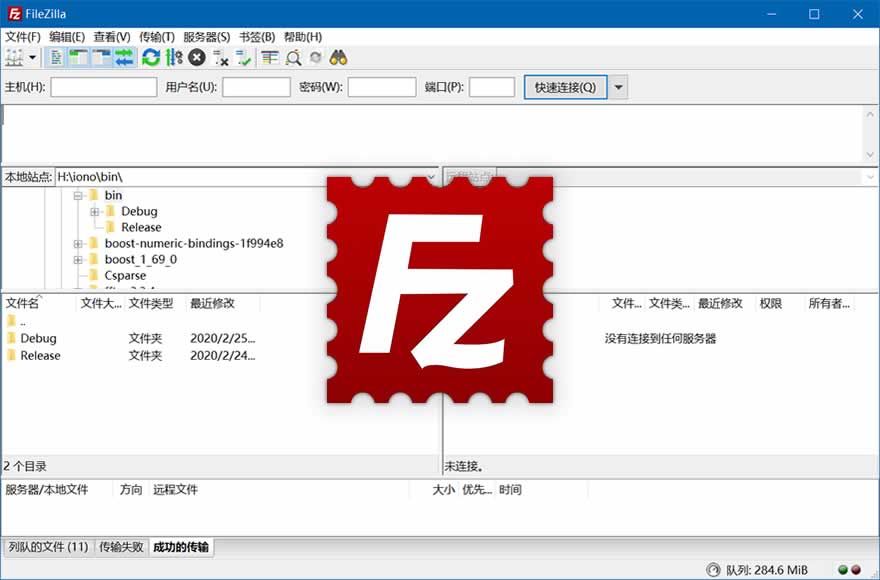 FileZilla
文件(F) 编辑(E) 查看(V) 传输(T) 服务器(S) 书签(B) 帮助(H)
主机(H): 用户名(U): 密码(W): 端口(P): 快速连接(Q)
本地站点: H:\iono\bin\ 远程站点:
bin
Debug
Release
boost-numeric-bindings-1f994e8
boost_1_69_0
Csparse
Fz
文件名 文件大... 文件类型 最近修改 文件... 文件类... 最近修改 权限 所有者...
..
Debug 文件夹 2020/2/25... 没有连接到任何服务器
Release 文件夹 2020/2/24...
2 个目录 未连接。
服务器/本地文件 方向 远程文件 大小 优先... 时间
列队的文件 (11) 传输失败 成功的传输
队列: 284.6 MiB